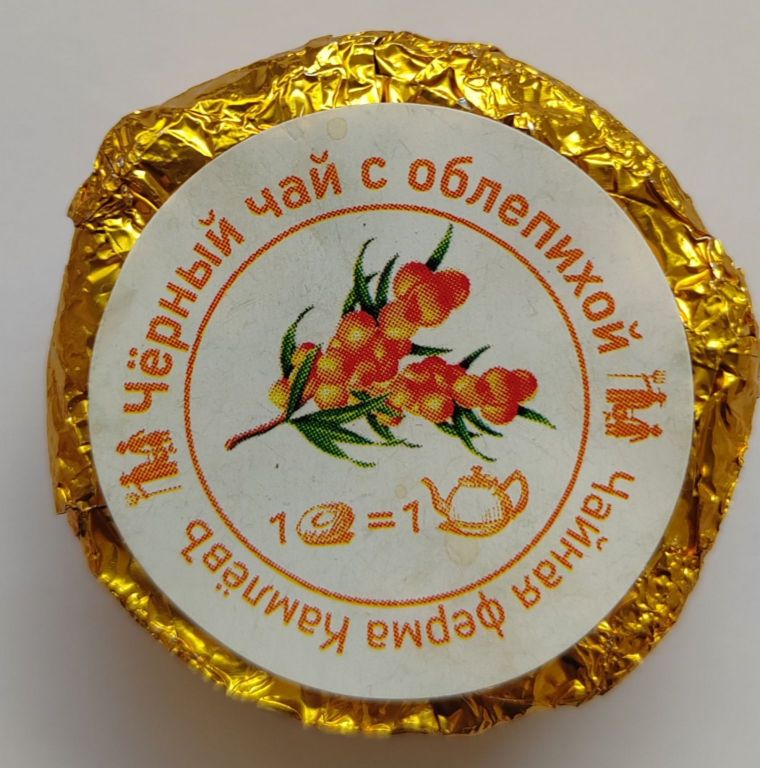 чёрный чай с облепихой
1 = 1
чайная ферма Камлёвъ